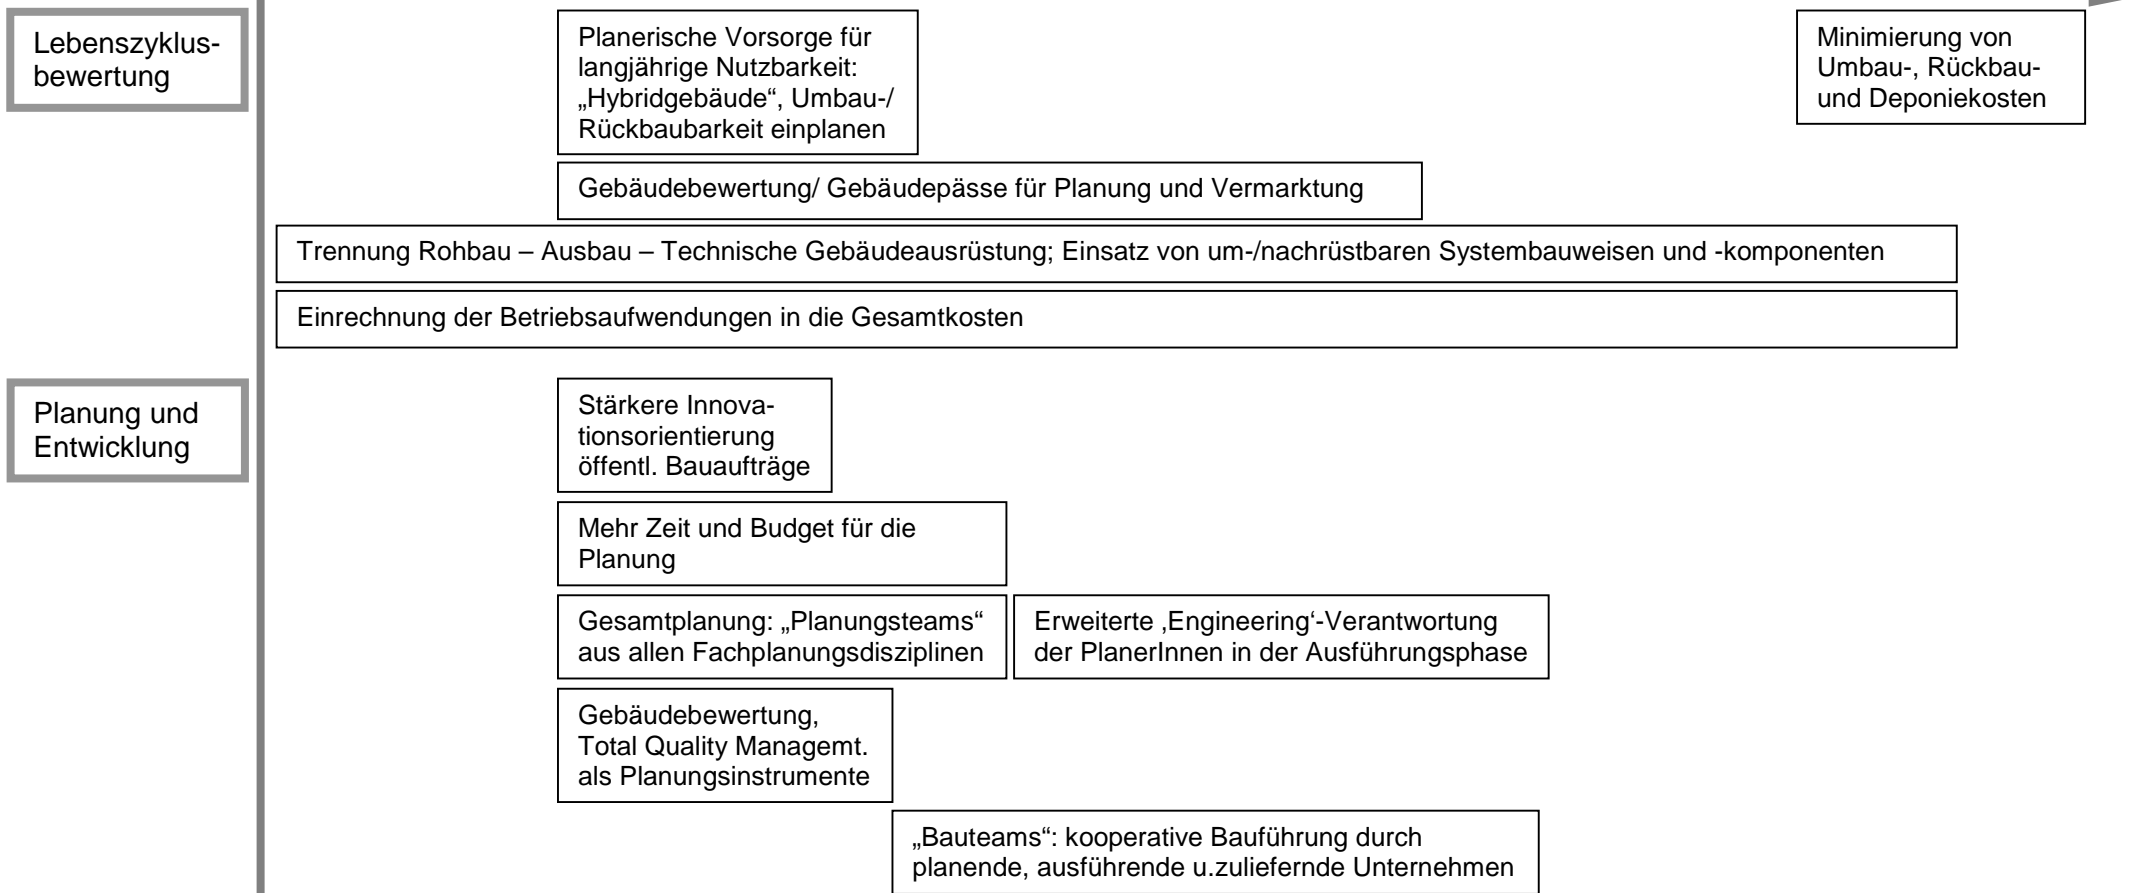 Lebenszyklus-
bewertung
Planerische Vorsorge für
langjährige Nutzbarkeit:
„Hybridgebäude“, Umbau-/
Rückbaubarkeit einplanen
Minimierung von
Umbau-, Rückbau-
und Deponiekosten
Gebäudebewertung/ Gebäudepässe für Planung und Vermarktung
Trennung Rohbau – Ausbau – Technische Gebäudeausrüstung; Einsatz von um-/nachrüstbaren Systembauweisen und -komponenten
Einrechnung der Betriebsaufwendungen in die Gesamtkosten
Planung und
Entwicklung
Stärkere Innova-
tionsorientierung
öffentl. Bauaufträge
Mehr Zeit und Budget für die
Planung
Gesamtplanung: „Planungsteams“
aus allen Fachplanungsdisziplinen
Erweiterte ‚Engineering‘-Verantwortung
der PlanerInnen in der Ausführungsphase
Gebäudebewertung,
Total Quality Managemt.
als Planungsinstrumente
„Bauteams“: kooperative Bauführung durch
planende, ausführende u.zuliefernde Unternehmen